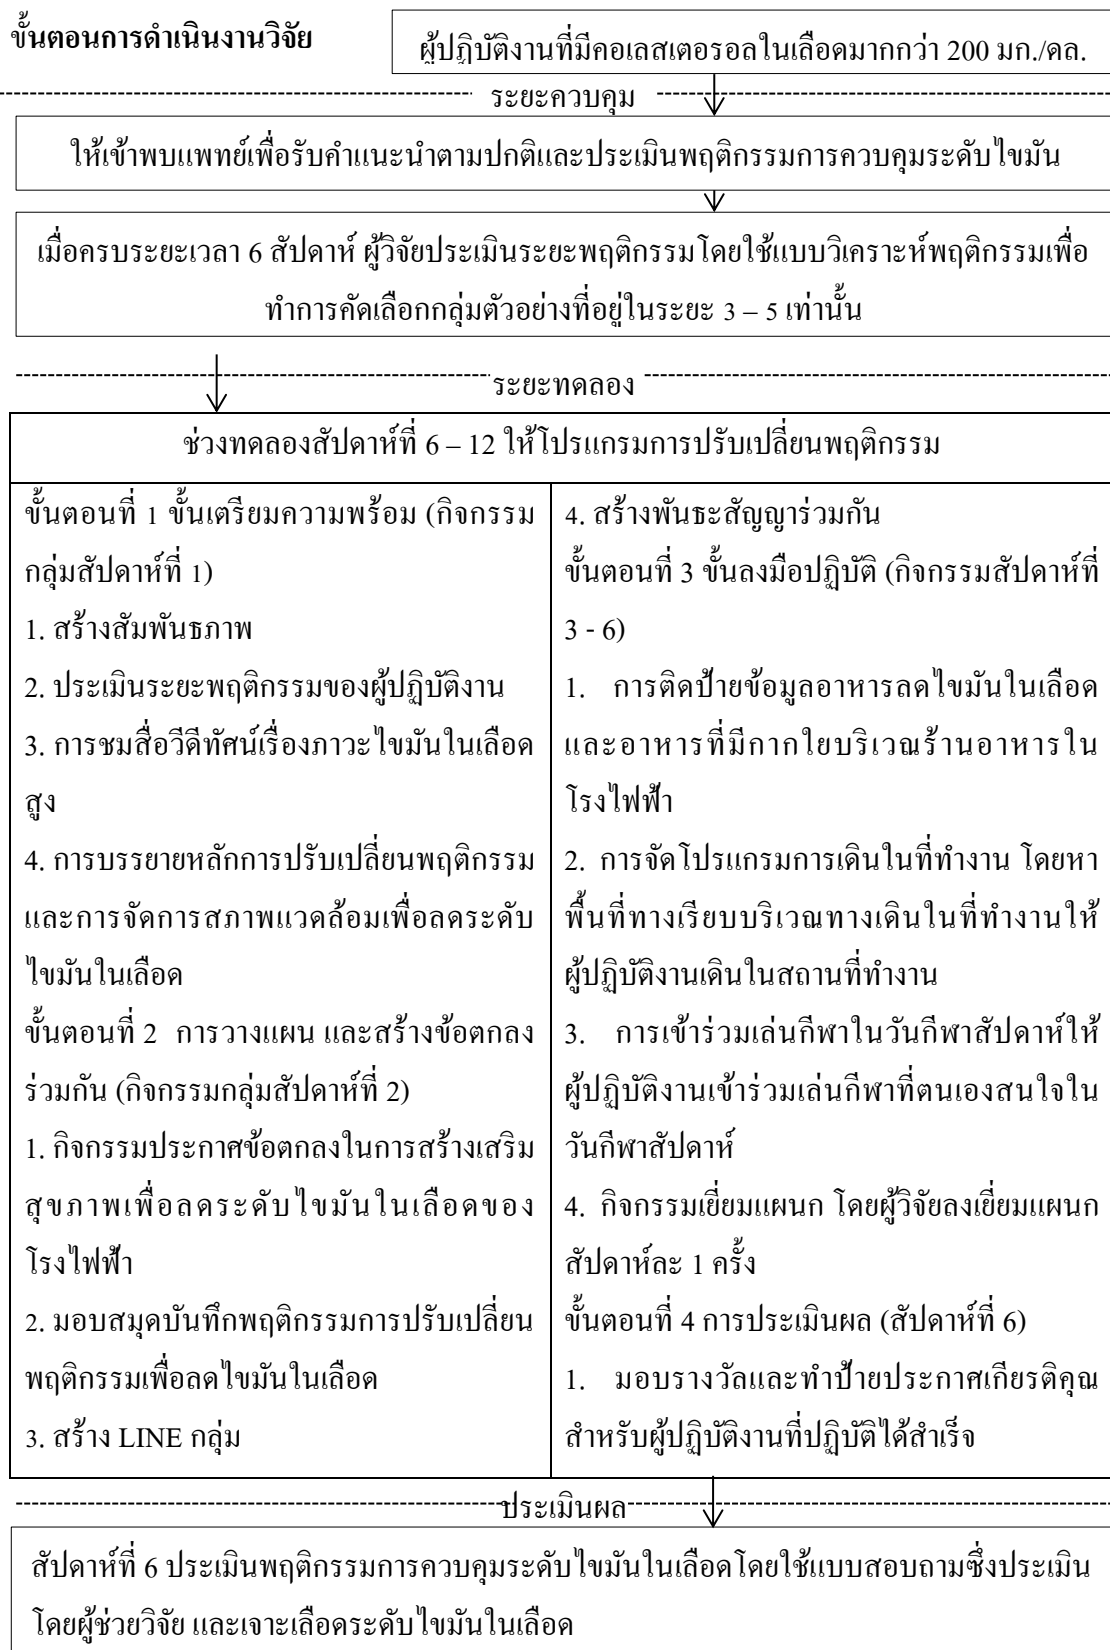 ขั้นตอนการดำเนินงานวิจัย
ผู้ปฏิบัติงานที่มีคอเลสเตอรอลในเลือดมากกว่า 200 มก./ดล.
ระยะควบคุม
ให้เข้าพบแพทย์เพื่อรับคำแนะนำตามปกติและประเมินพฤติกรรมการควบคุมระดับไขมัน
เมื่อครบระยะเวลา 6 สัปดาห์ ผู้วิจัยประเมินระยะพฤติกรรมโดยใช้แบบวิเคราะห์พฤติกรรมเพื่อ
ทำการคัดเลือกกลุ่มตัวอย่างที่อยู่ในระยะ 3 – 5 เท่านั้น
ระยะทดลอง
ช่วงทดลองสัปดาห์ที่ 6 – 12 ให้โปรแกรมการปรับเปลี่ยนพฤติกรรม
ขั้นตอนที่ 1 ขั้นเตรียมความพร้อม (กิจกรรม
กลุ่มสัปดาห์ที่ 1)
1. สร้างสัมพันธภาพ
2. ประเมินระยะพฤติกรรมของผู้ปฏิบัติงาน
3. การชมสื่อวีดีทัศน์เรื่องภาวะไขมันในเลือด
สูง
4. การบรรยายหลักการปรับเปลี่ยนพฤติกรรม
และการจัดการสภาพแวดล้อมเพื่อลดระดับ
ไขมันในเลือด
ขั้นตอนที่ 2 การวางแผน และสร้างข้อตกลง
ร่วมกัน (กิจกรรมกลุ่มสัปดาห์ที่ 2)
1. กิจกรรมประกาศข้อตกลงในการสร้างเสริม
สุขภาพเพื่อลดระดับไขมันในเลือดของ
โรงไฟฟ้า
2. มอบสมุดบันทึกพฤติกรรมการปรับเปลี่ยน
พฤติกรรมเพื่อลดไขมันในเลือด
3. สร้าง LINE กลุ่ม
4. สร้างพันธะสัญญาร่วมกัน
ขั้นตอนที่ 3 ขั้นลงมือปฏิบัติ (กิจกรรมสัปดาห์ที่
3 - 6)
1. การติดป้ายข้อมูลอาหารลดไขมันในเลือด
และอาหารที่มีกากใยบริเวณร้านอาหารใน
โรงไฟฟ้า
2. การจัดโปรแกรมการเดินในที่ทำงาน โดยหา
พื้นที่ทางเรียบบริเวณทางเดินในที่ทำงานให้
ผู้ปฏิบัติงานเดินในสถานที่ทำงาน
3. การเข้าร่วมเล่นกีฬาในวันกีฬาสัปดาห์ให้
ผู้ปฏิบัติงานเข้าร่วมเล่นกีฬาที่ตนเองสนใจใน
วันกีฬาสัปดาห์
4. กิจกรรมเยี่ยมแผนก โดยผู้วิจัยลงเยี่ยมแผนก
สัปดาห์ละ 1 ครั้ง
ขั้นตอนที่ 4 การประเมินผล (สัปดาห์ที่ 6)
1. มอบรางวัลและทำป้ายประกาศเกียรติคุณ
สำหรับผู้ปฏิบัติงานที่ปฏิบัติได้สำเร็จ
ประเมินผล
สัปดาห์ที่ 6 ประเมินพฤติกรรมการควบคุมระดับไขมันในเลือดโดยใช้แบบสอบถามซึ่งประเมิน
โดยผู้ช่วยวิจัย และเจาะเลือดระดับไขมันในเลือด